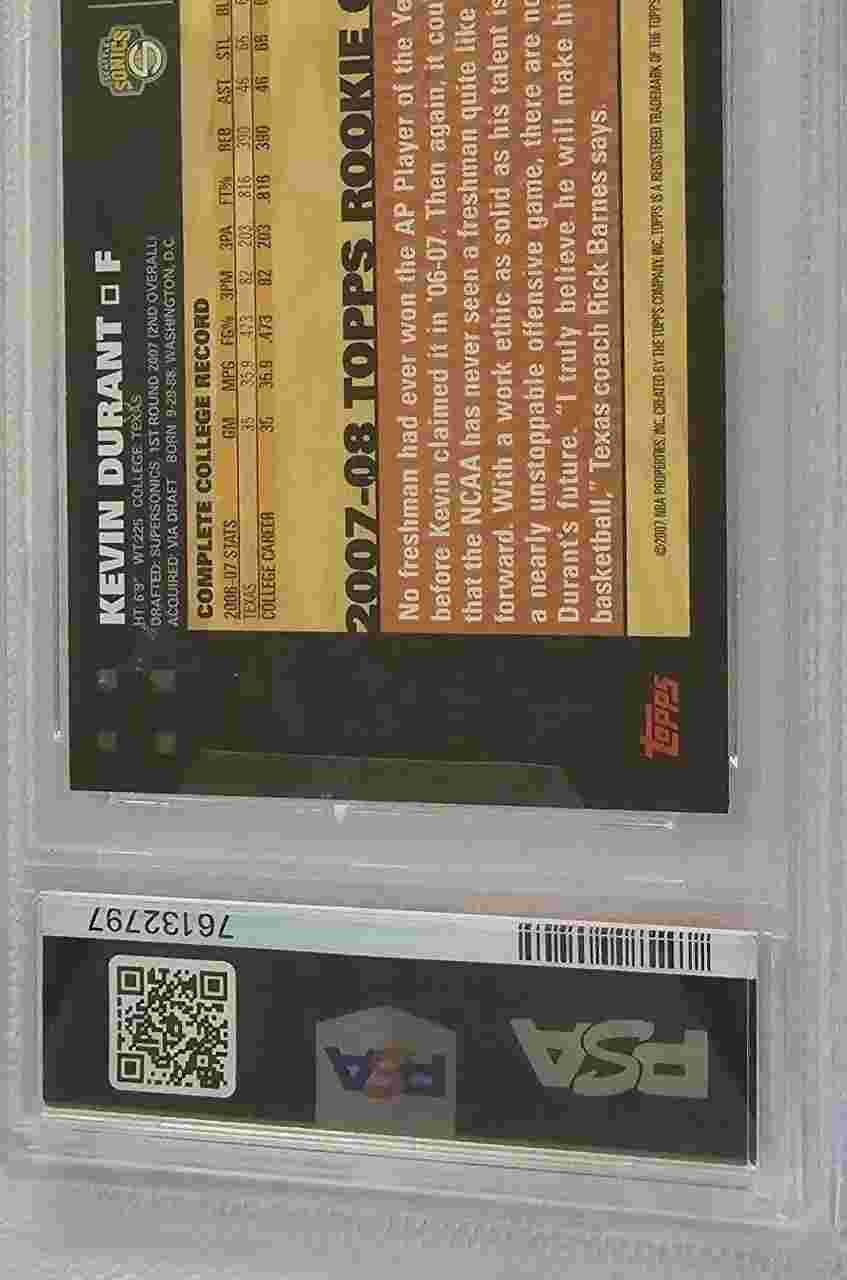 SEATTLE
SONICS
KEVIN DURANT □ F
HT: 6'9" WT: 225 COLLEGE: TEXAS
DRAFTED: SUPERSONICS 1ST ROUND 2007 (2ND OVERALL)
ACQUIRED: VIA DRAFT BORN 9-29-88, WASHINGTON, D.C.
COMPLETE COLLEGE RECORD
2006-07 STATS GM MPG FG% 3PM 3PA FT% REB AST STL
TEXAS 35 35.9 .473 82 203 .816 390 46 66
COLLEGE CAREER 35 35.9 .473 82 203 .816 390 46 66
2007-08 TOPPS ROOKIE
No freshman had ever won the AP Player of the Ye
before Kevin claimed it in '06-07. Then again, it cou
that the NCAA has never seen a freshman quite like
forward. With a work ethic as solid as his talent is
a nearly unstoppable offensive game, there are no
Durant's future. "I truly believe he will make hi
basketball," Texas coach Rick Barnes says.
©2007 NBA PROPERTIES, INC. CREATED BY THE TOPPS COMPANY, INC. TOPPS IS A REGISTERED TRADEMARK OF THE TOPPS
Topps
76132797
PSA
PSA